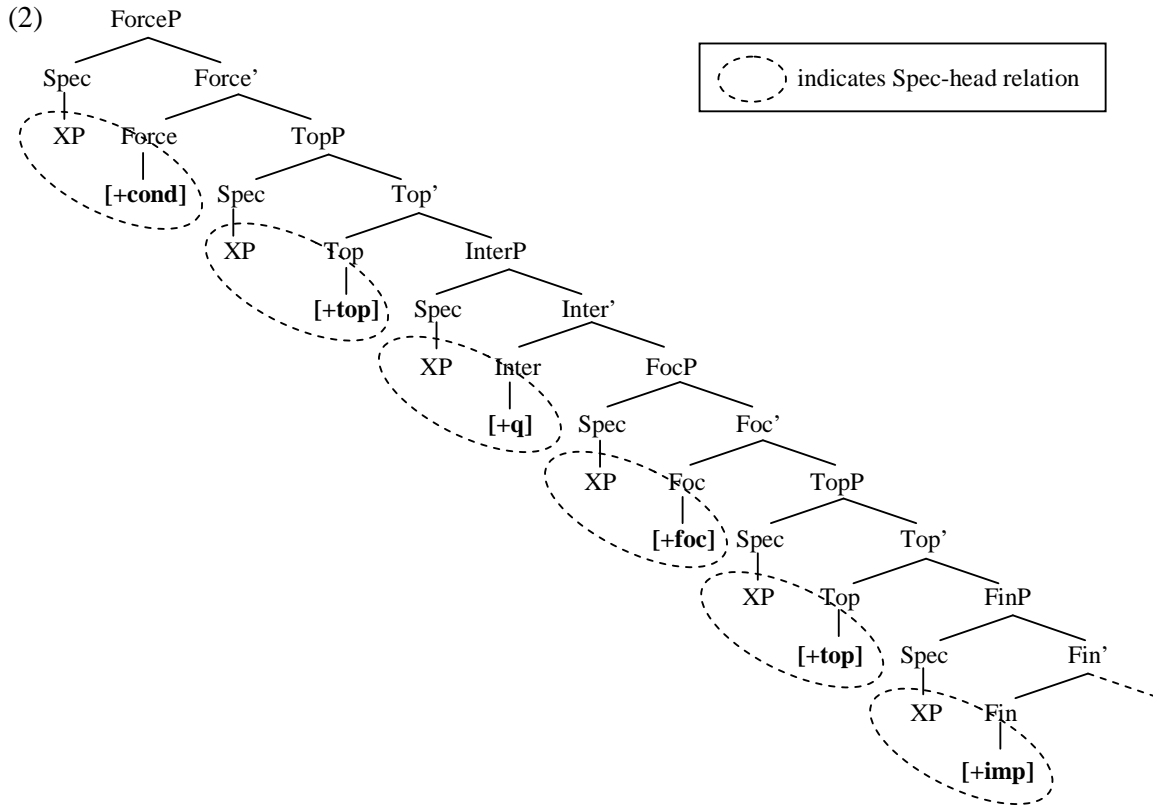 (2) ForceP
Spec Force’
indicates Spec-head relation
XP Force TopP
[+cond] Spec Top’
XP Top InterP
[+top] Spec Inter’
XP Inter FocP
[+q] Spec Foc’
XP Foc TopP
[+foc] Spec Top’
XP Top FinP
[+top] Spec Fin’
XP Fin
[+imp]